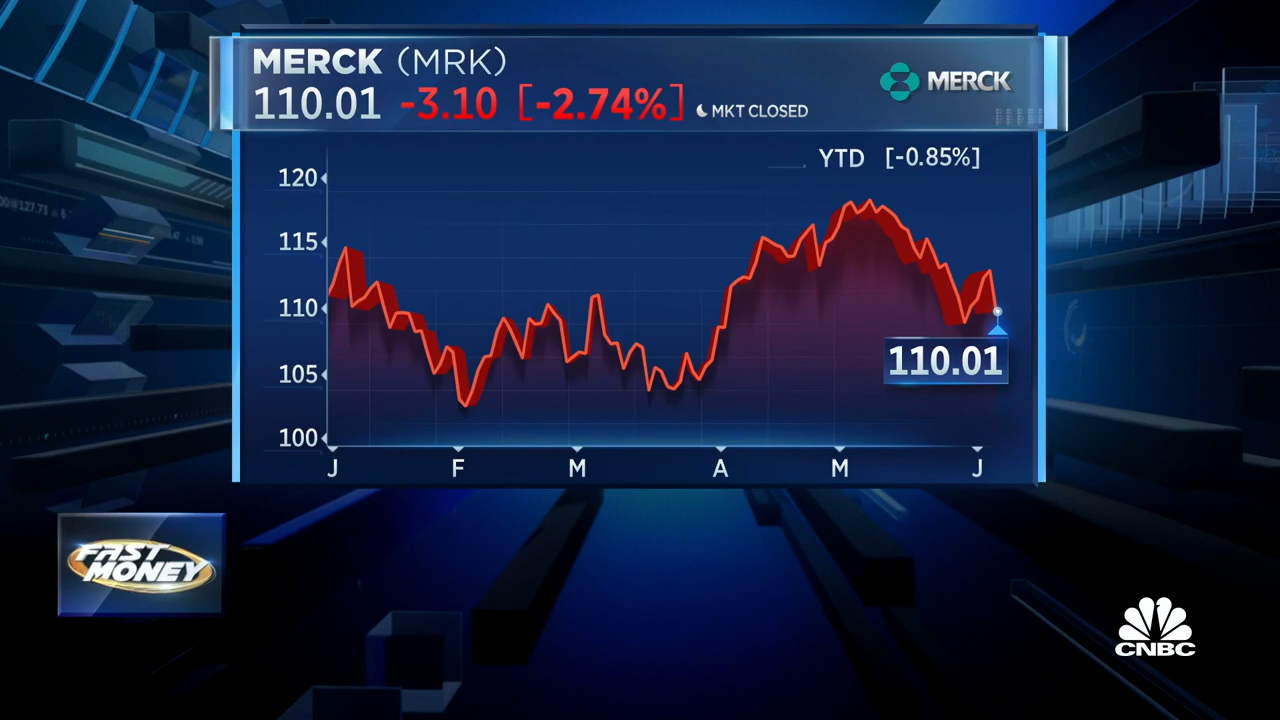 MERCK (MRK)
110.01 -3.10 [-2.74%] MKT CLOSED
MERCK
YTD [-0.85%]
120
115
110
105
100
110.01
J F M A M J
FAST
MONEY
CNBC